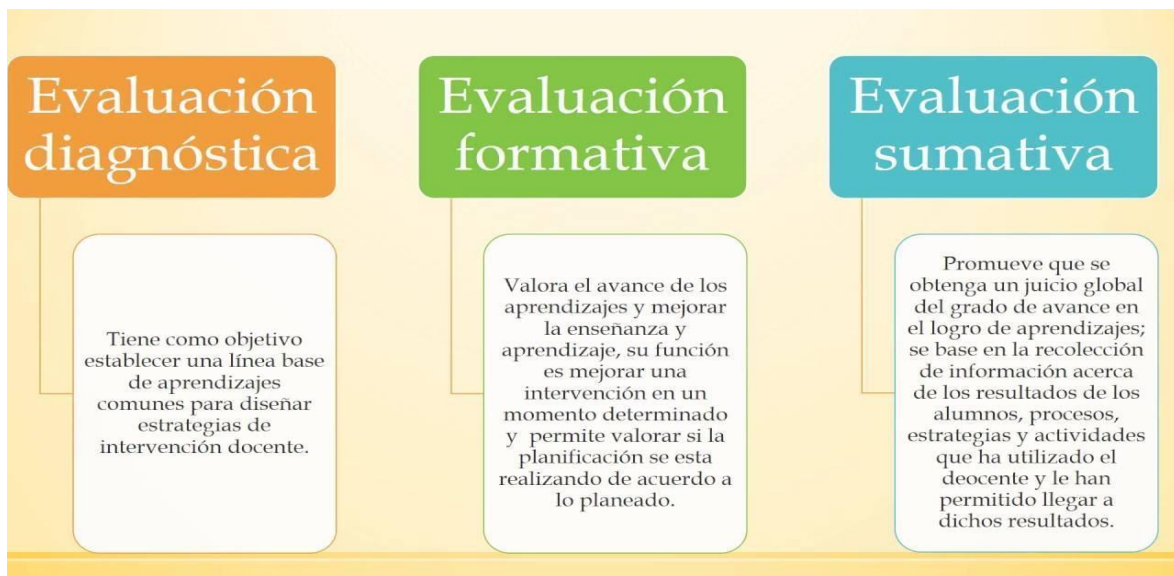 Evaluación
diagnóstica
Tiene como objetivo
establecer una línea base
de aprendizajes
comunes para diseñar
estrategias de
intervención docente.
Evaluación
formativa
Valora el avance de los
aprendizajes y mejorar
la enseñanza y
aprendizaje, su función
es mejorar una
intervención en un
momento determinado
y permite valorar si la
planificación se esta
realizando de acuerdo a
lo planeado.
Evaluación
sumativa
Promueve que se
obtenga un juicio global
del grado de avance en
el logro de aprendizajes;
se base en la recolección
de información acerca
de los resultados de los
alumnos, procesos,
estrategias y actividades
que ha utilizado el
deocente y le han
permitido llegar a
dichos resultados.